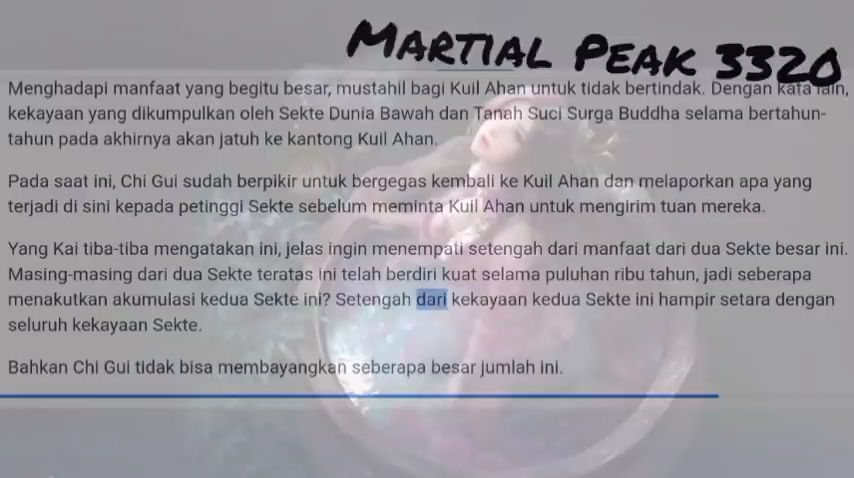 MARTIAL PEAK 3320
Menghadapi manfaat yang begitu besar, mustahil bagi Kuil Ahan untuk tidak bertindak. Dengan kata lain,
kekayaan yang dikumpulkan oleh Sekte Dunia Bawah dan Tanah Suci Surga Buddha selama bertahun-
tahun pada akhirnya akan jatuh ke kantong Kuil Ahan.
Pada saat ini, Chi Gui sudah berpikir untuk bergegas kembali ke Kuil Ahan dan melaporkan apa yang
terjadi di sini kepada petinggi Sekte sebelum meminta Kuil Ahan untuk mengirim tuan mereka.
Yang Kai tiba-tiba mengatakan ini, jelas ingin menempati setengah dari manfaat dari dua Sekte besar ini.
Masing-masing dari dua Sekte teratas ini telah berdiri kuat selama puluhan ribu tahun, jadi seberapa
menakutkan akumulasi kedua Sekte ini? Setengah dari kekayaan kedua Sekte ini hampir setara dengan
seluruh kekayaan Sekte.
Bahkan Chi Gui tidak bisa membayangkan seberapa besar jumlah ini.